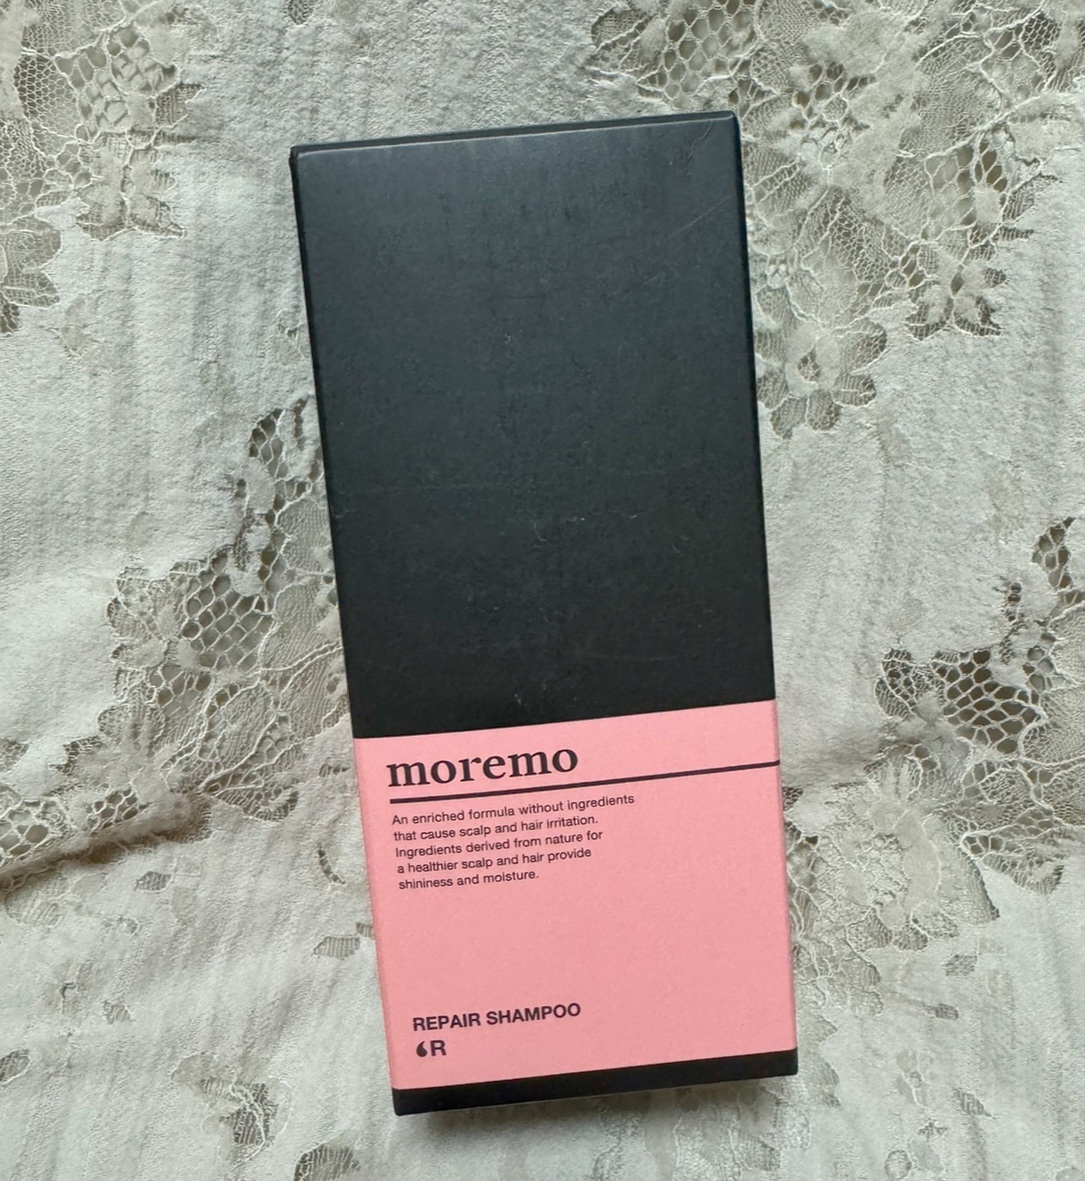 moremo
An enriched formula without ingredients
that cause scalp and hair irritation.
Ingredients derived from nature for
a healthier scalp and hair provide
shininess and moisture.
REPAIR SHAMPOO
R